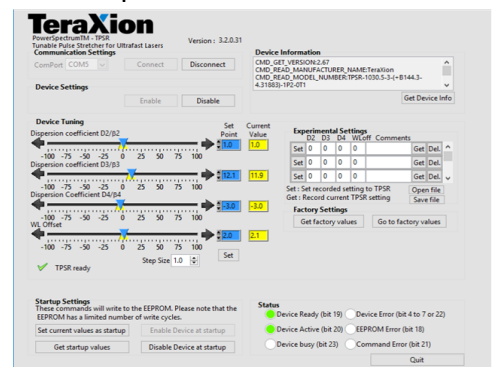 TeraXion
PowerSpectrumTM - TPSR
Tunable Pulse Stretcher for Ultrafast Lasers
Version : 3.2.0.31
Communication Settings
ComPort COM5 Connect Disconnect
Device Settings
Enable Disable
Device Information
CMD_GET_VERSION:2.67
CMD_READ_MANUFACTURER_NAME:TeraXion
CMD_READ_MODEL_NUMBER:TPSR-1030.5-3-(+B144.3-
4.31883)-1P2-0T1
Get Device Info
Device Tuning
Set Point Current Value
Dispersion coefficient D2/β2
1.0 1.0
-100 -75 -50 -25 0 25 50 75 100
Dispersion coefficient D3/β3
12.1 11.9
-100 -75 -50 -25 0 25 50 75 100
Dispersion Coefficient D4/β4
-3.0 -3.0
-100 -75 -50 -25 0 25 50 75 100
WL Offset
2.0 2.1
-100 -75 -50 -25 0 25 50 75 100
TPSR ready
Step Size 1.0 Set
Experimental Settings
D2 D3 D4 WLoff Comments
Set 0 0 0 0 Get Del.
Set 0 0 0 0 Get Del.
Set 0 0 0 0 Get Del.
Set : Set recorded setting to TPSR Open file
Get : Record current TPSR setting Save file
Factory Settings
Get factory values Go to factory values
Startup Settings
These commands will write to the EEPROM. Please note that the
EEPROM has a limited number of write cycles.
Set current values as startup Enable Device at startup
Get startup values Disable Device at startup
Status
Device Ready (bit 19) Device Error (bit 4 to 7 or 22)
Device Active (bit 20) EEPROM Error (bit 18)
Device busy (bit 23) Command Error (bit 21)
Quit